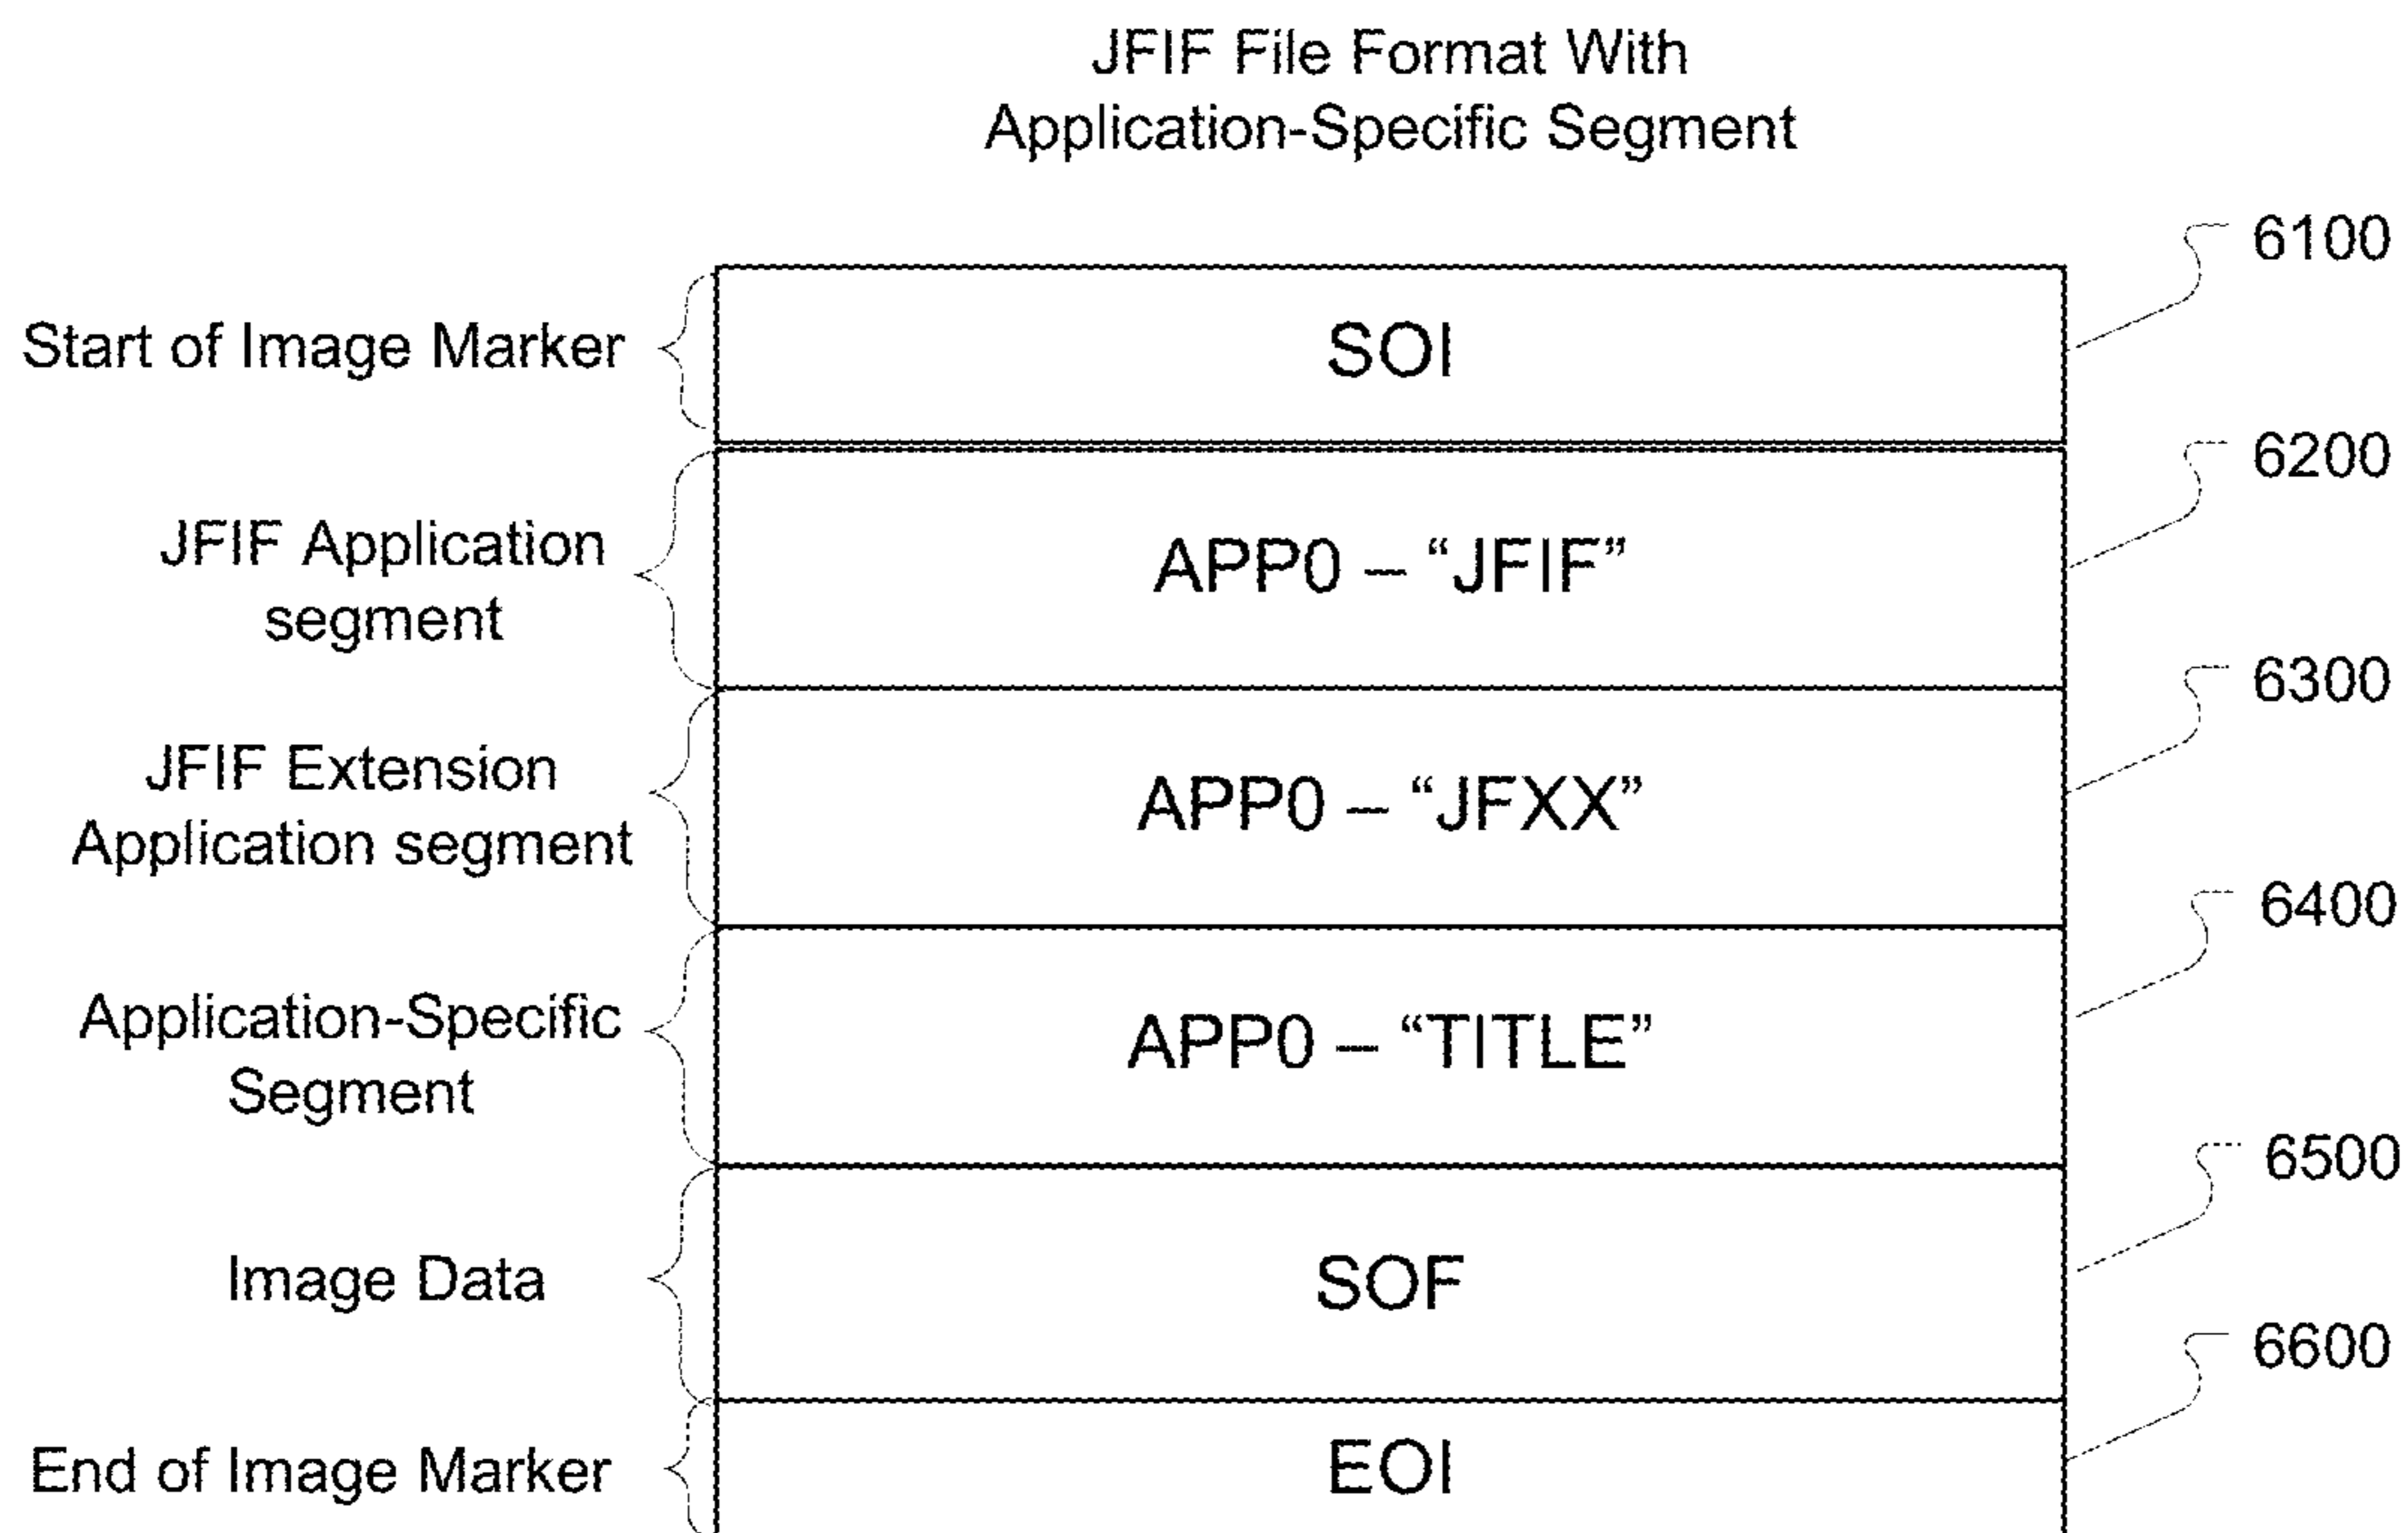 JFIF File Format With
Application-Specific Segment
6100
Start of Image Marker
SOI
6200
JFIF Application
segment
APP0 – “JFIF”
6300
JFIF Extension
Application segment
APP0 – “JFXX”
6400
Application-Specific
Segment
APP0 – “TITLE”
6500
Image Data
SOF
6600
End of Image Marker
EOI